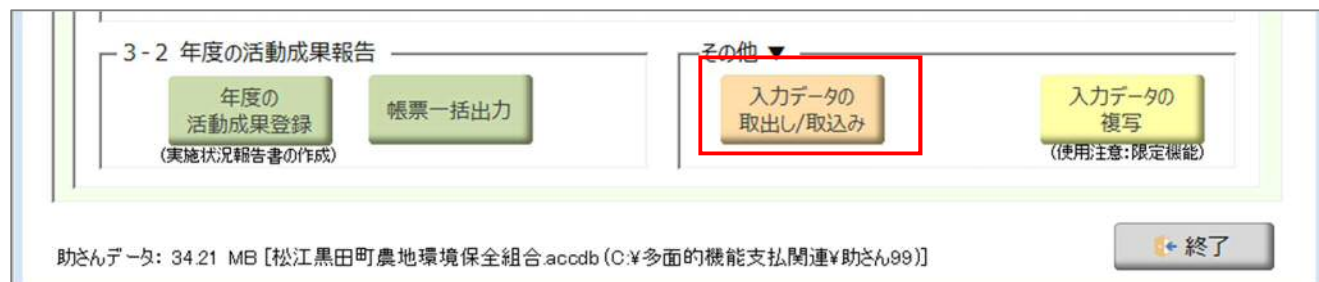 3-2 年度の活動成果報告
年度の
活動成果登録
(実施状況報告書の作成)
帳票一括出力
その他 ▼
入力データの
取出し/取込み
入力データの
複写
(使用注意:限定機能)
助さんデータ: 34.21 MB [松江黒田町農地環境保全組合.accdb (C:¥多面的機能支払関連¥助さん99)]
終了